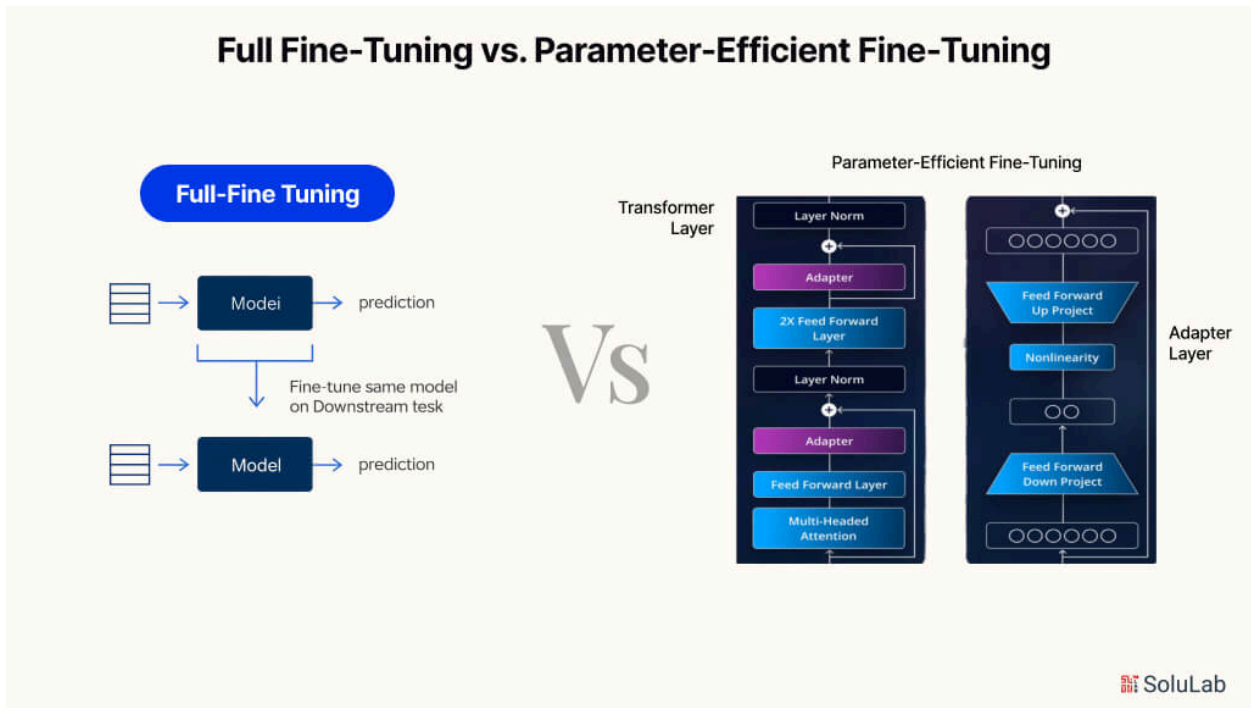 Full Fine-Tuning vs. Parameter-Efficient Fine-Tuning
Full-Fine Tuning
Modei
prediction
Fine-tune same model
on Downstream tesk
Model
prediction
Vs
Parameter-Efficient Fine-Tuning
Transformer
Layer
Layer Norm
Adapter
2X Feed Forward
Layer
Layer Norm
Adapter
Feed Forward Layer
Multi-Headed
Attention
Feed Forward
Up Project
Nonlinearity
Feed Forward
Down Project
Adapter
Layer
SoluLab